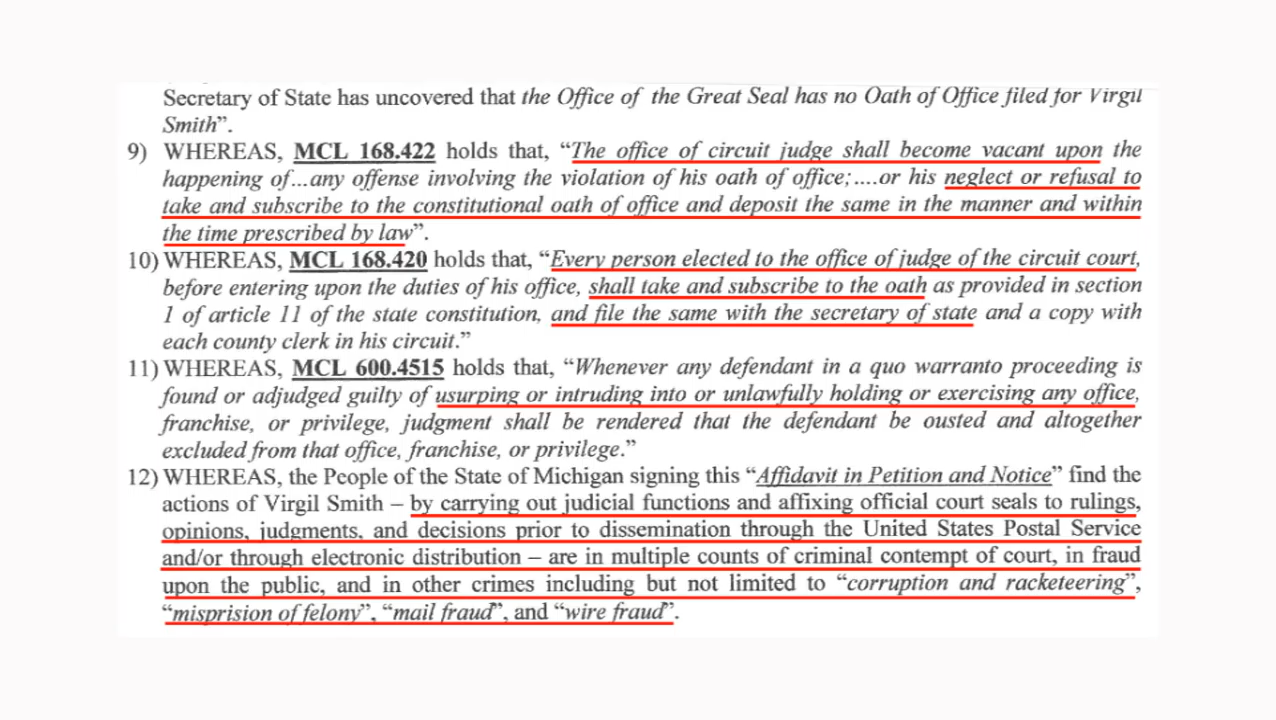 Secretary of State has uncovered that the Office of the Great Seal has no Oath of Office filed for Virgil
Smith”.
9) WHEREAS, MCL 168.422 holds that, “The office of circuit judge shall become vacant upon the
happening of...any offense involving the violation of his oath of office;....or his neglect or refusal to
take and subscribe to the constitutional oath of office and deposit the same in the manner and within
the time prescribed by law”.
10) WHEREAS, MCL 168.420 holds that, “Every person elected to the office of judge of the circuit court,
before entering upon the duties of his office, shall take and subscribe to the oath as provided in section
1 of article 11 of the state constitution, and file the same with the secretary of state and a copy with
each county clerk in his circuit.”
11) WHEREAS, MCL 600.4515 holds that, “Whenever any defendant in a quo warranto proceeding is
found or adjudged guilty of usurping or intruding into or unlawfully holding or exercising any office,
franchise, or privilege, judgment shall be rendered that the defendant be ousted and altogether
excluded from that office, franchise, or privilege.”
12) WHEREAS, the People of the State of Michigan signing this “Affidavit in Petition and Notice” find the
actions of Virgil Smith – by carrying out judicial functions and affixing official court seals to rulings,
opinions, judgments, and decisions prior to dissemination through the United States Postal Service
and/or through electronic distribution – are in multiple counts of criminal contempt of court, in fraud
upon the public, and in other crimes including but not limited to “corruption and racketeering”,
“misprision of felony”, “mail fraud”, and “wire fraud”.